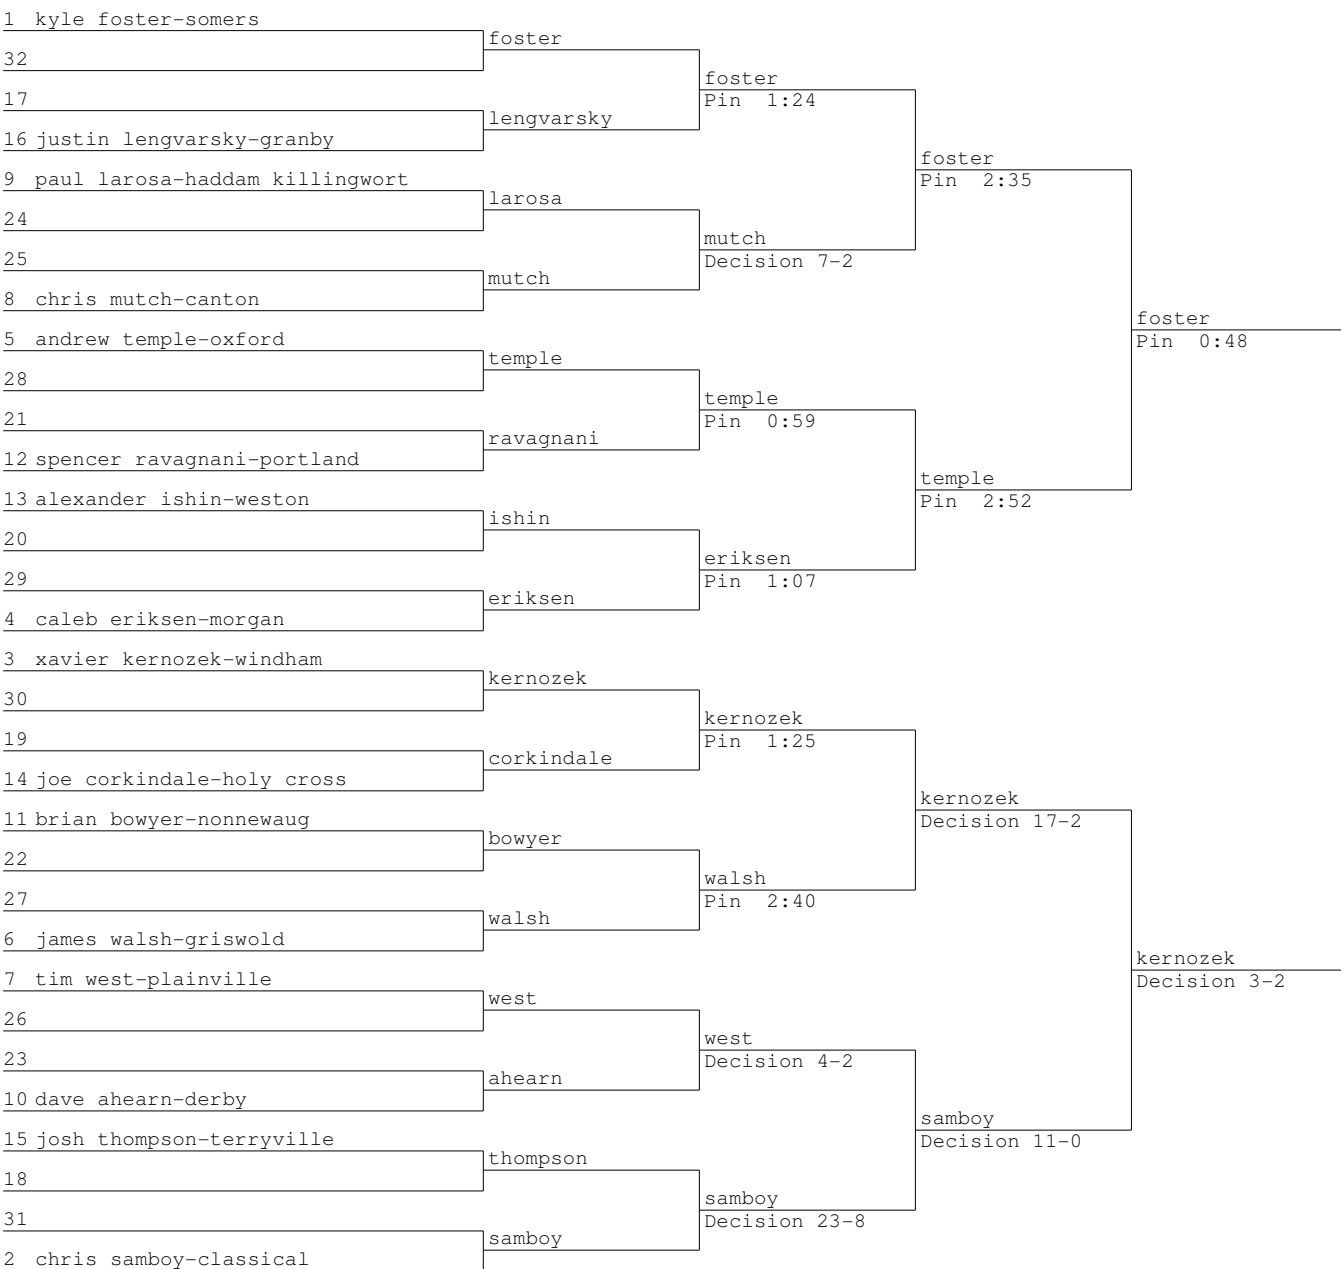 1 kyle foster-somers
foster
32
foster
Pin 1:24
17
lengvarsky
16 justin lengvarsky-granby
foster
Pin 2:35
9 paul larosa-haddam killingwort
larosa
24
mutch
Decision 7-2
25
mutch
8 chris mutch-canton
foster
Pin 0:48
5 andrew temple-oxford
temple
28
temple
Pin 0:59
21
ravagnani
12 spencer ravagnani-portland
temple
Pin 2:52
13 alexander ishin-weston
ishin
20
eriksen
Pin 1:07
29
eriksen
4 caleb eriksen-morgan
3 xavier kernozek-windham
kernozek
30
kernozek
Pin 1:25
19
corkindale
14 joe corkindale-holy cross
kernozek
Decision 17-2
11 brian bowyer-nonnewaug
bowyer
22
walsh
Pin 2:40
27
walsh
6 james walsh-griswold
kernozek
Decision 3-2
7 tim west-plainville
west
26
west
Decision 4-2
23
ahearn
10 dave ahearn-derby
samboy
Decision 11-0
15 josh thompson-terryville
thompson
18
samboy
Decision 23-8
31
samboy
2 chris samboy-classical